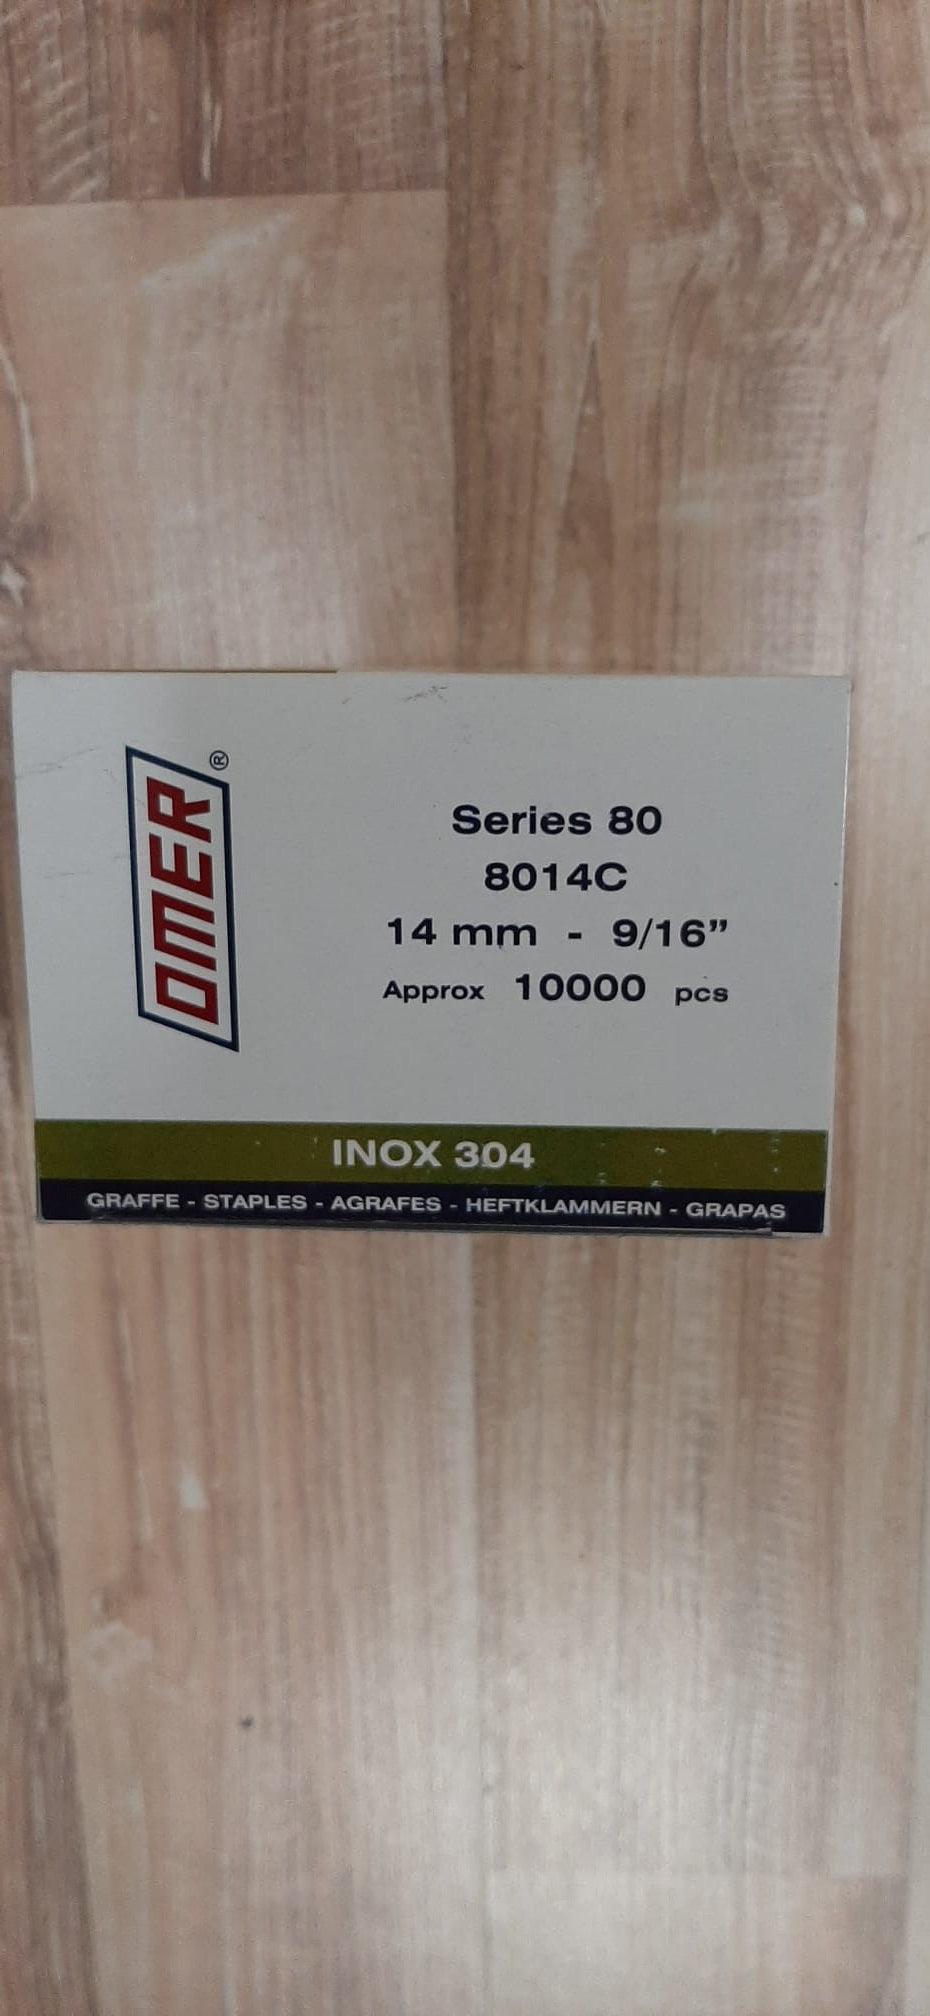 OMER®
Series 80
8014C
14 mm - 9/16”
Approx 10000 pcs
INOX 304
GRAFFE - STAPLES - AGRAFES - HEFTKLAMMERN - GRAPAS